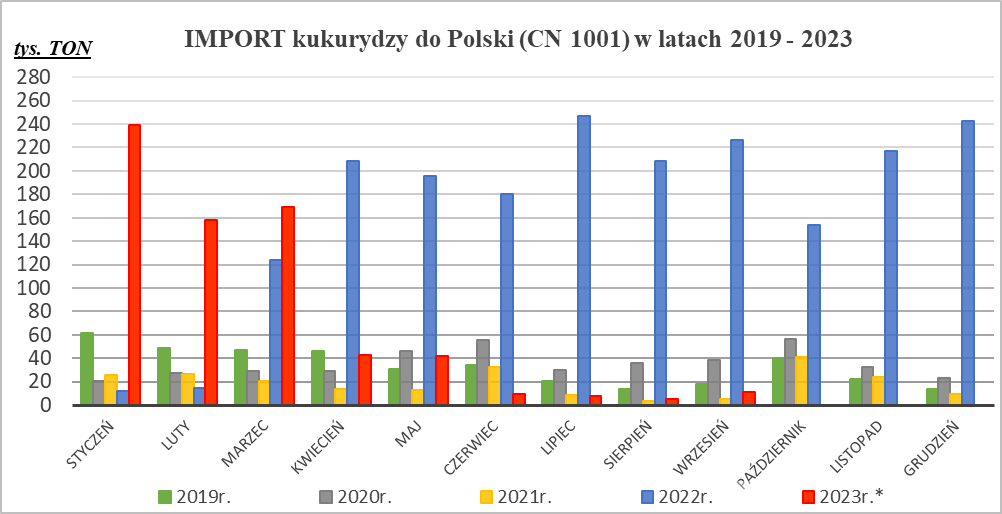 IMPORT kukurydzy do Polski (CN 1001) w latach 2019 - 2023
tys. TON
280
260
240
220
200
180
160
140
120
100
80
60
40
20
0
STYCZEŃ
LUTY
MARZEC
KWIECIEŃ
MAJ
CZERWIEC
LIPIEC
SIERPIEŃ
WRZESIEŃ
PAŹDZIERNIK
LISTOPAD
GRUDZIEŃ
2019r. 2020r. 2021r. 2022r. 2023r.*